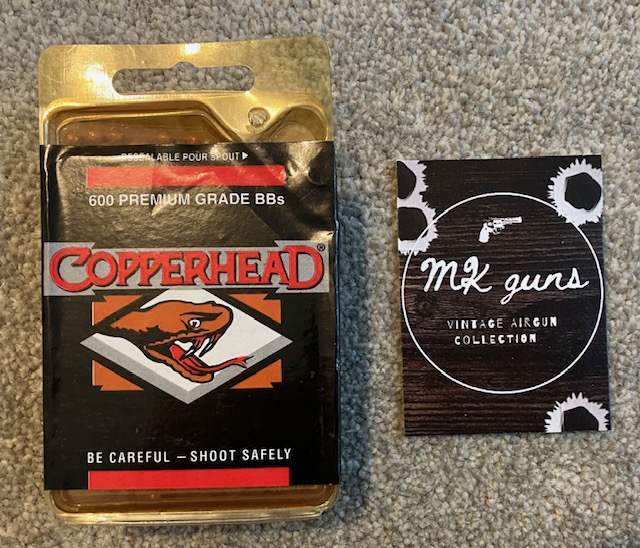 RESEALABLE POUR SPOUT ▶
600 PREMIUM GRADE BBs
COPPERHEAD®
BE CAREFUL – SHOOT SAFELY
MK guns
VINTAGE AIRGUN
COLLECTION